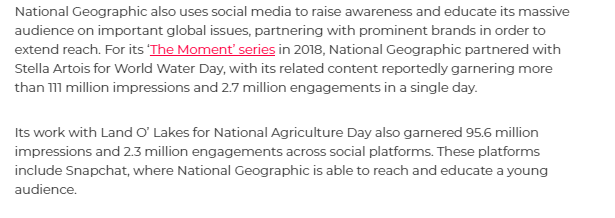 National Geographic also uses social media to raise awareness and educate its massive
audience on important global issues, partnering with prominent brands in order to
extend reach. For its ‘The Moment’ series in 2018, National Geographic partnered with
Stella Artois for World Water Day, with its related content reportedly garnering more
than 111 million impressions and 2.7 million engagements in a single day.
Its work with Land O’ Lakes for National Agriculture Day also garnered 95.6 million
impressions and 2.3 million engagements across social platforms. These platforms
include Snapchat, where National Geographic is able to reach and educate a young
audience.